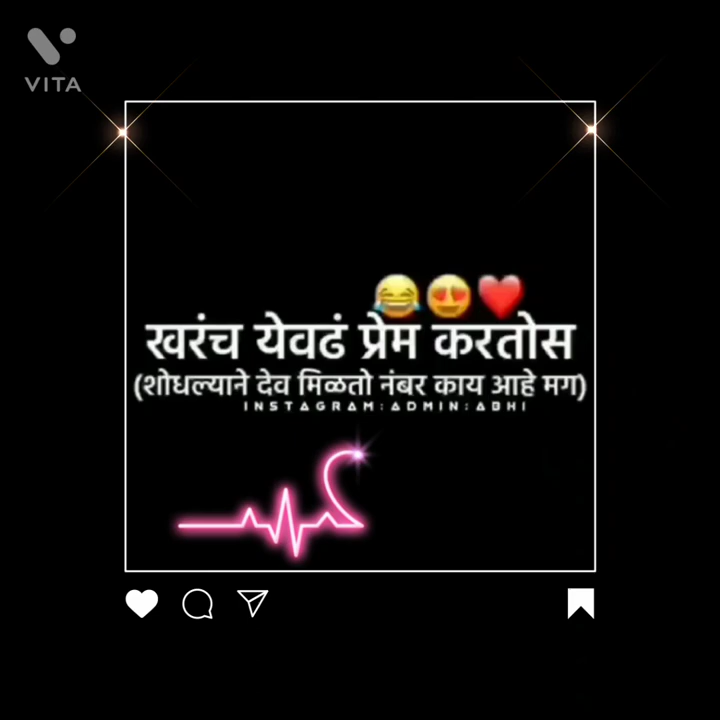 VITA
😂😍❤️
खरंच येवढं प्रेम करतोस
(शोधल्याने देव मिळतो नंबर काय आहे मग)
INSTAGRAM:ADMIN:ABHI